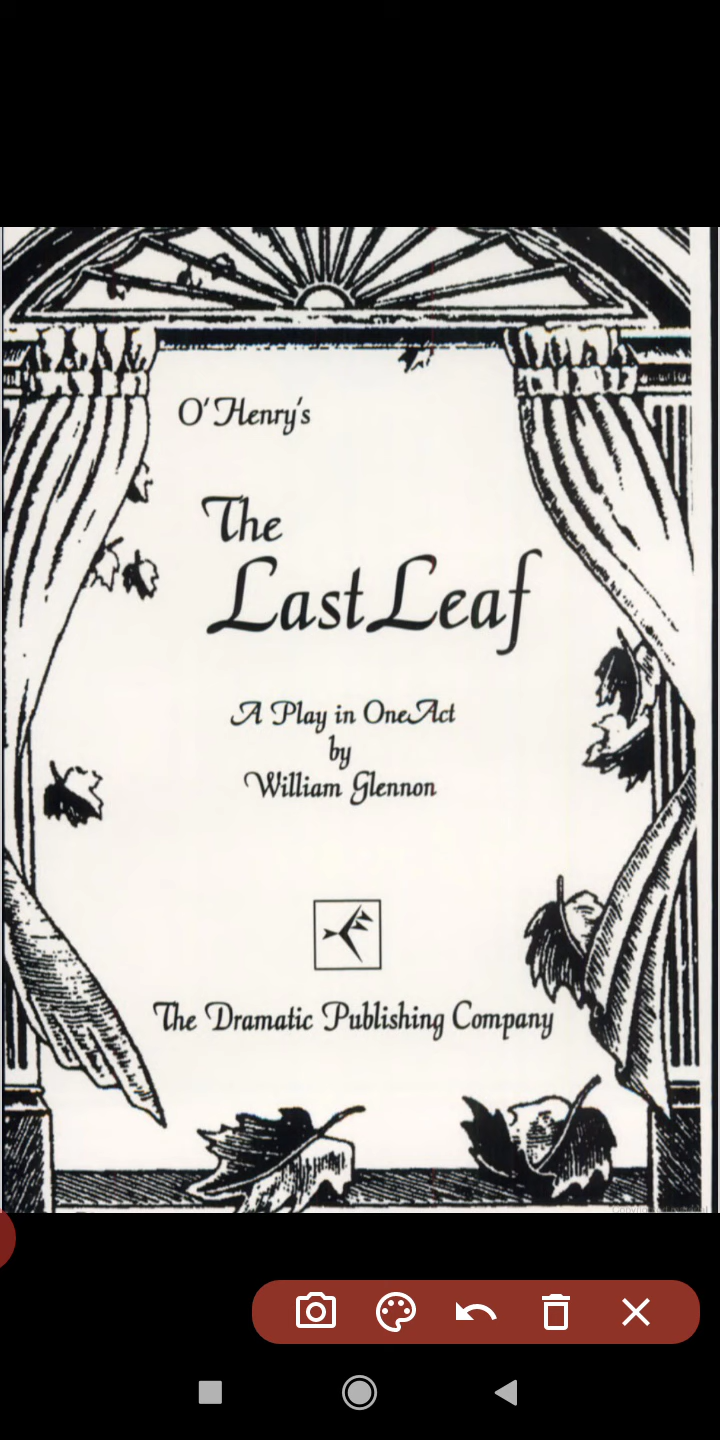 O'Henry's
The
Last Leaf
A Play in One Act
by
William Glennon
The Dramatic Publishing Company